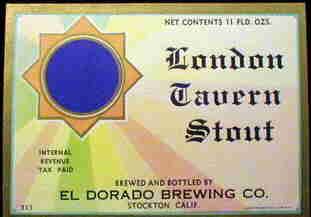 NET CONTENTS 11 FLD. OZS.
London
Tavern
Stout
INTERNAL
REVENUE
TAX PAID
BREWED AND BOTTLED BY
EL DORADO BREWING CO.
STOCKTON CALIF.